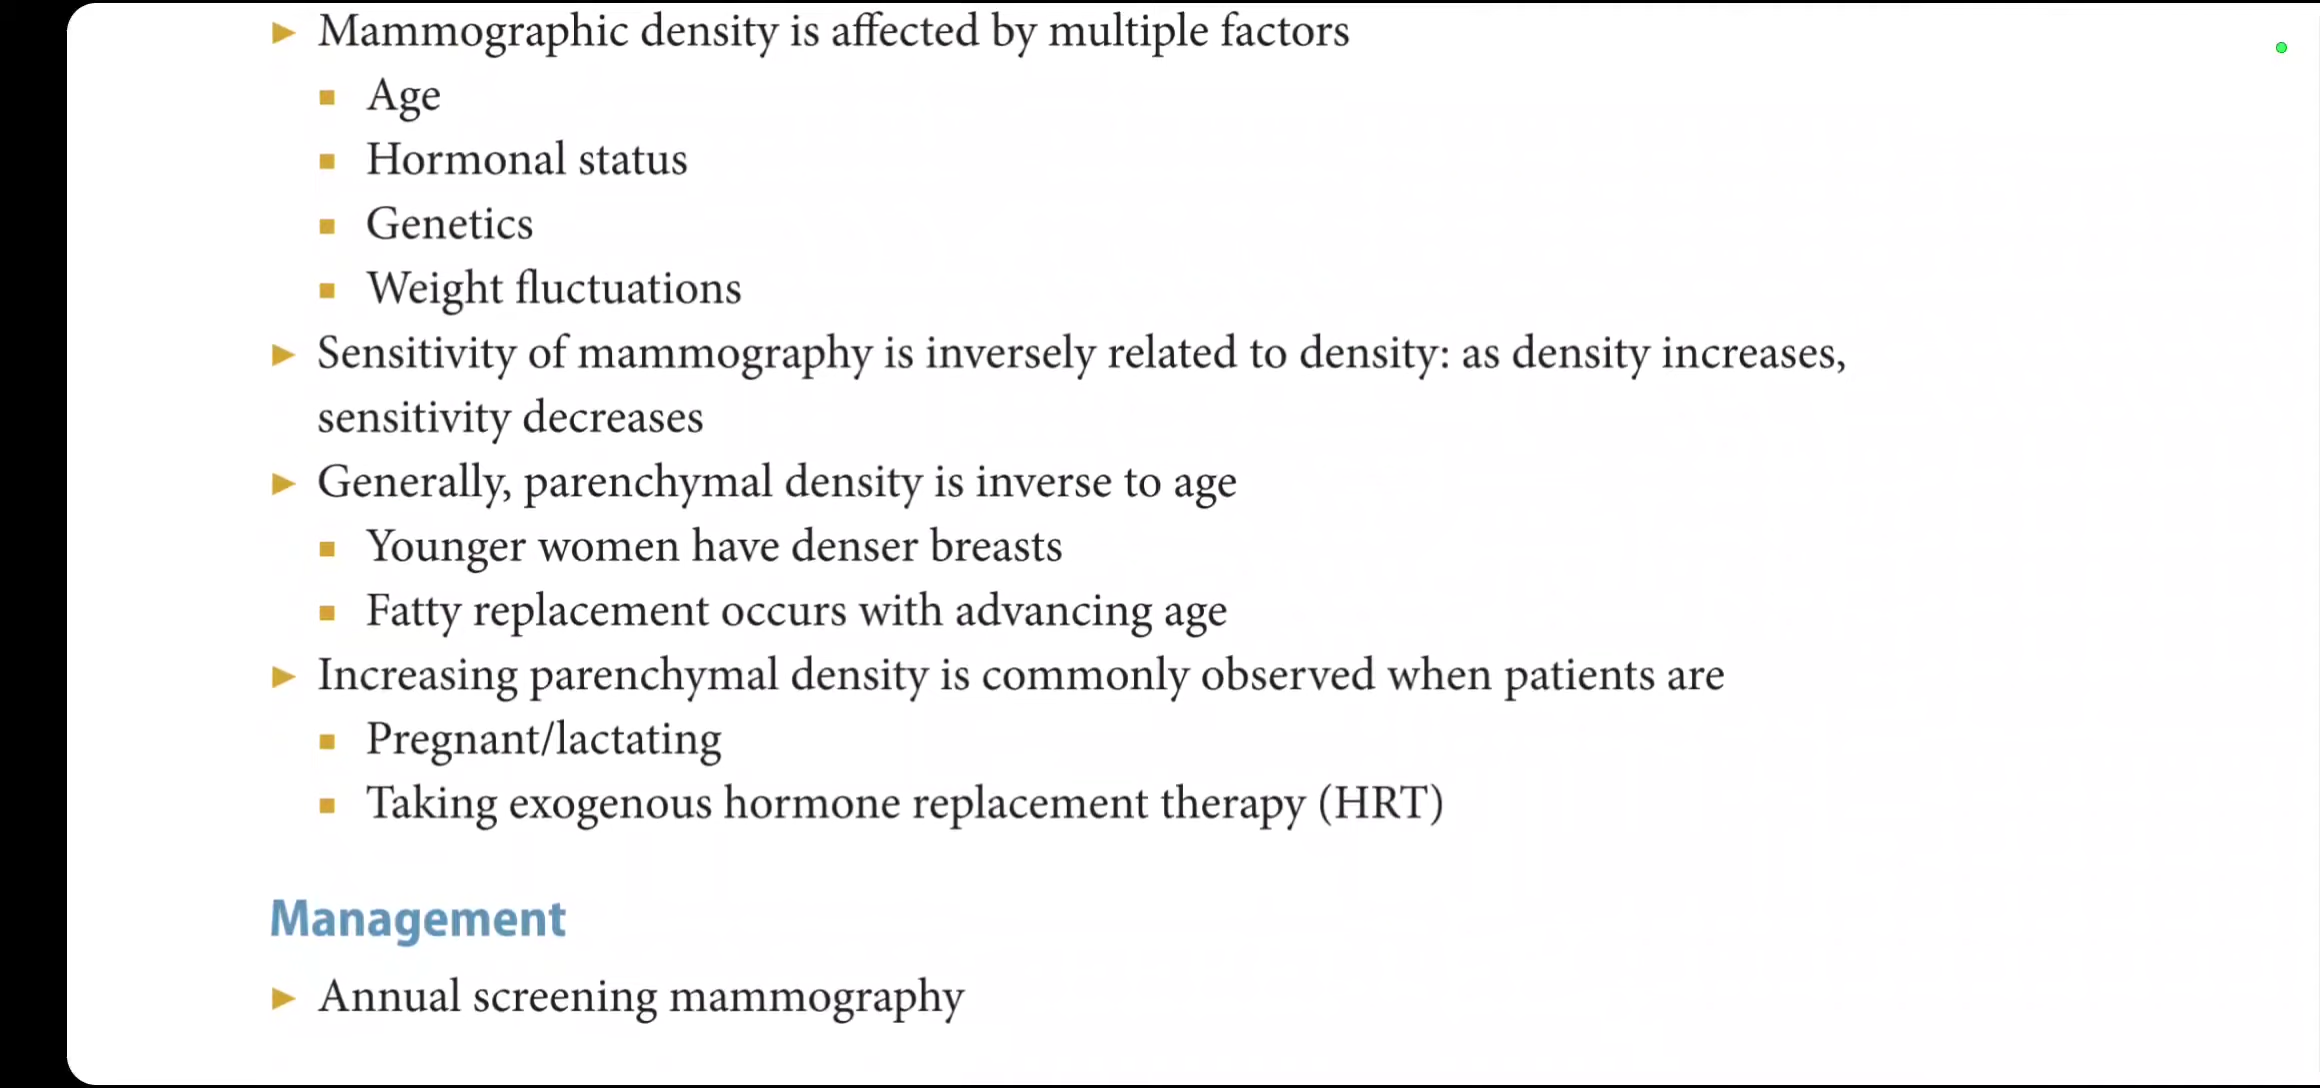 ► Mammographic density is affected by multiple factors
■ Age
■ Hormonal status
■ Genetics
■ Weight fluctuations
► Sensitivity of mammography is inversely related to density: as density increases,
sensitivity decreases
► Generally, parenchymal density is inverse to age
■ Younger women have denser breasts
■ Fatty replacement occurs with advancing age
► Increasing parenchymal density is commonly observed when patients are
■ Pregnant/lactating
■ Taking exogenous hormone replacement therapy (HRT)
Management
► Annual screening mammography